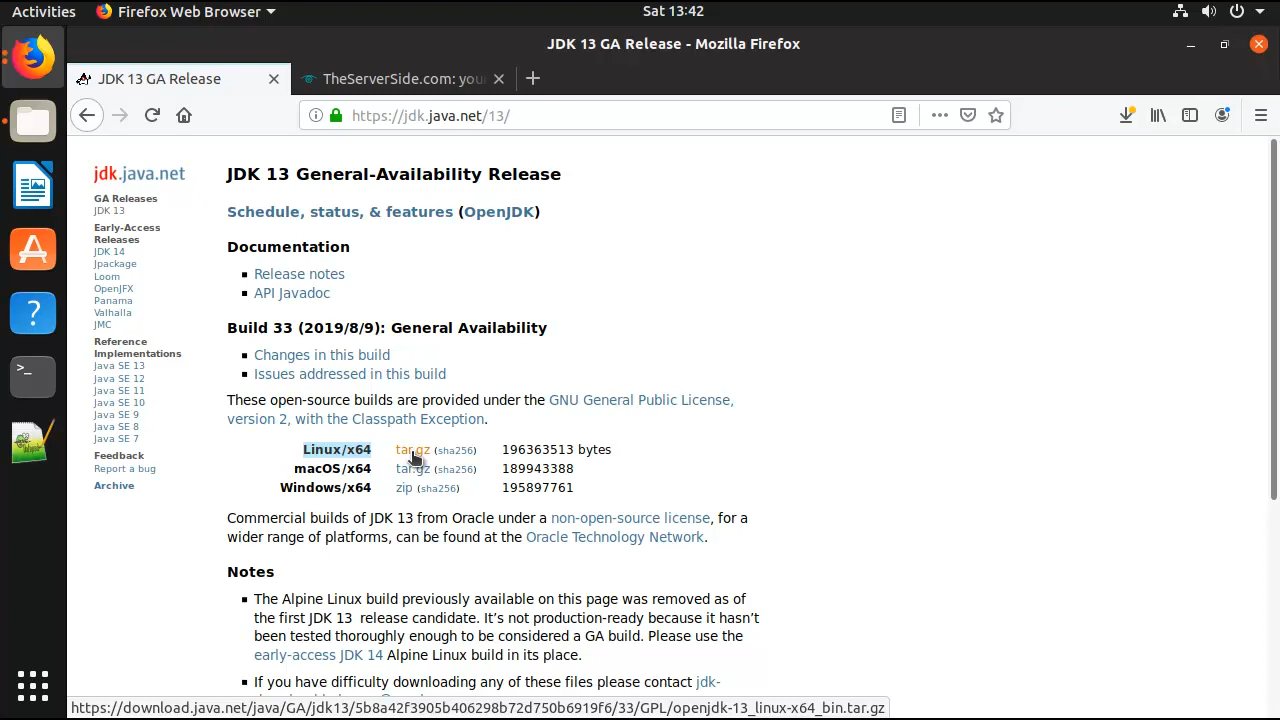 Activities
Firefox Web Browser
Sat 13:42
JDK 13 GA Release - Mozilla Firefox
JDK 13 GA Release
TheServerSide.com: your
https://jdk.java.net/13/
jdk.java.net
GA Releases
JDK 13
Early-Access
Releases
JDK 14
Jpackage
Loom
OpenJFX
Panama
Valhalla
JMC
Reference
Implementations
Java SE 13
Java SE 12
Java SE 11
Java SE 10
Java SE 9
Java SE 8
Java SE 7
Feedback
Report a bug
Archive
JDK 13 General-Availability Release
Schedule, status, & features (OpenJDK)
Documentation
Release notes
API Javadoc
Build 33 (2019/8/9): General Availability
Changes in this build
Issues addressed in this build
These open-source builds are provided under the GNU General Public License,
version 2, with the Classpath Exception.
Linux/x64 tar.gz (sha256) 196363513 bytes
macOS/x64 tar.gz (sha256) 189943388
Windows/x64 zip (sha256) 195897761
Commercial builds of JDK 13 from Oracle under a non-open-source license, for a
wider range of platforms, can be found at the Oracle Technology Network.
Notes
The Alpine Linux build previously available on this page was removed as of
the first JDK 13 release candidate. It’s not production-ready because it hasn’t
been tested thoroughly enough to be considered a GA build. Please use the
early-access JDK 14 Alpine Linux build in its place.
If you have difficulty downloading any of these files please contact jdk-
https://download.java.net/java/GA/jdk13/5b8a42f3905b406298b72d750b6919f6/33/GPL/openjdk-13_linux-x64_bin.tar.gz